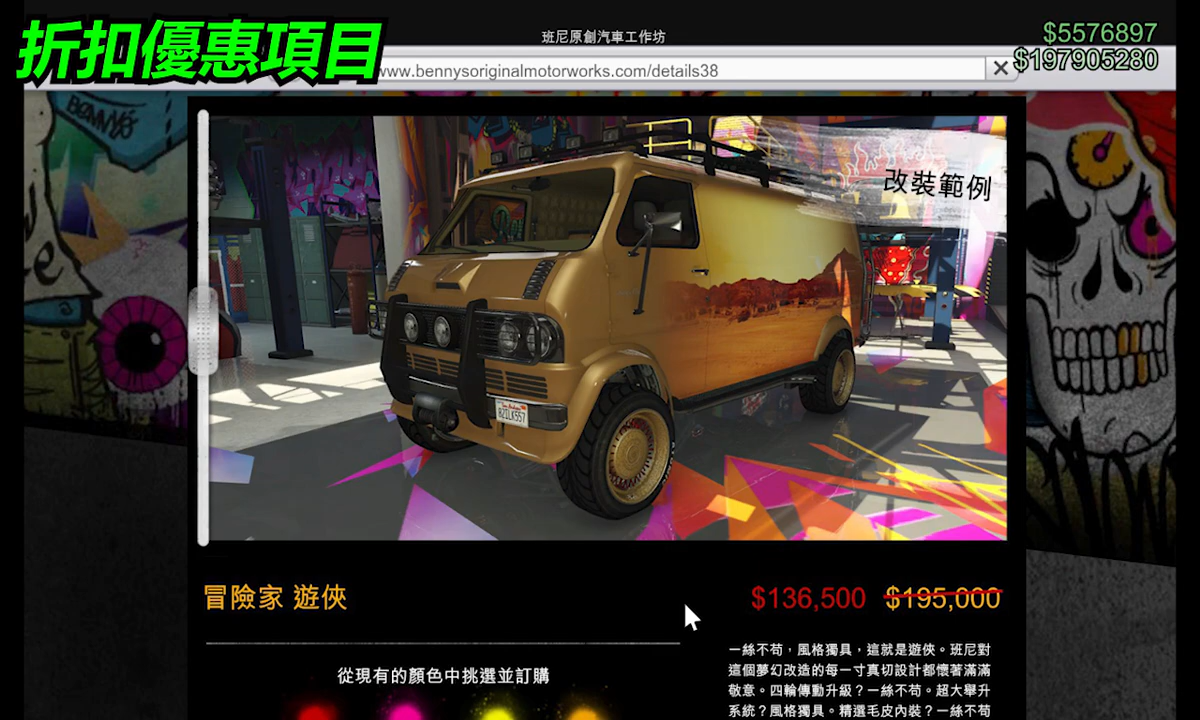 折扣優惠項目
班尼原創汽車工作坊
$5576897
www.bennysoriginalmotorworks.com/details38
$197905280
BENNY'S
改裝範例
82ILK557
冒險家 遊俠
$136,500 $195,000
從現有的顏色中挑選並訂購
一絲不苟，風格獨具，這就是遊俠。班尼對
這個夢幻改造的每一寸真切設計都懷著滿滿
敬意。四輪傳動升級？一絲不苟。超大舉升
系統？風格獨具。精選毛皮內裝？一絲不苟